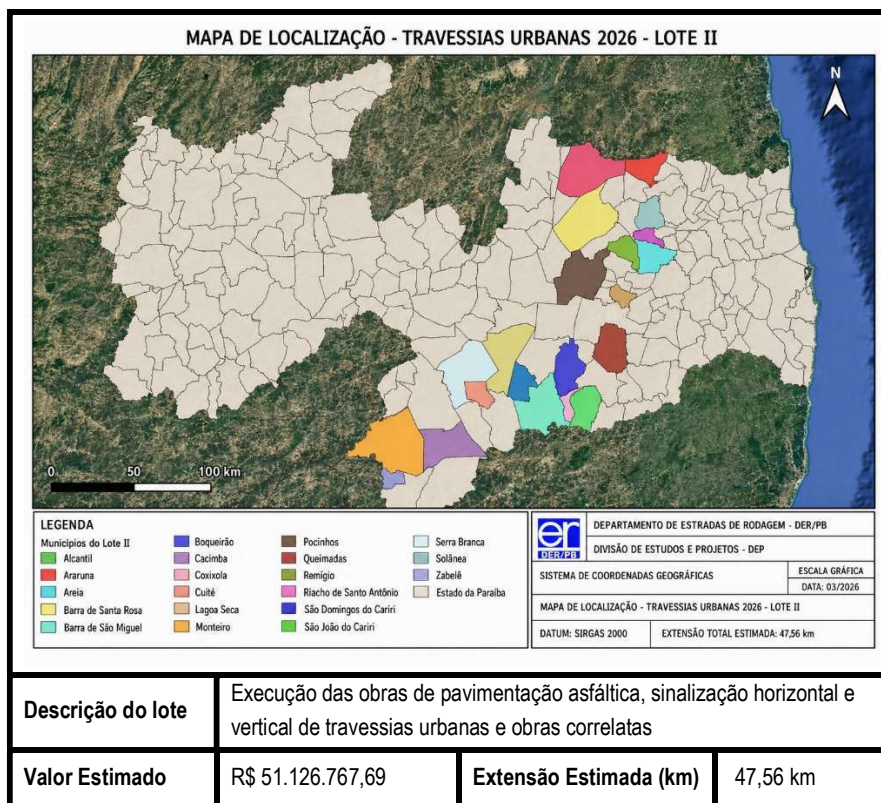 MAPA DE LOCALIZAÇÃO - TRAVESSIAS URBANAS 2026 - LOTE II
N
0 50 100 km
LEGENDA
Municípios do Lote II
Alcantil
Araruna
Areia
Barra de Santa Rosa
Barra de São Miguel
Boqueirão
Cacimba
Coxixola
Cuité
Lagoa Seca
Monteiro
Pocinhos
Queimadas
Remígio
Riacho de Santo Antônio
São Domingos do Cariri
São João do Cariri
Serra Branca
Solânea
Zabelê
Estado da Paraíba
er
DER/PB
DEPARTAMENTO DE ESTRADAS DE RODAGEM - DER/PB
DIVISÃO DE ESTUDOS E PROJETOS - DEP
SISTEMA DE COORDENADAS GEOGRÁFICAS
ESCALA GRÁFICA
DATA: 03/2026
MAPA DE LOCALIZAÇÃO - TRAVESSIAS URBANAS 2026 - LOTE II
DATUM: SIRGAS 2000
EXTENSÃO TOTAL ESTIMADA: 47,56 km
Descrição do lote
Execução das obras de pavimentação asfáltica, sinalização horizontal e
vertical de travessias urbanas e obras correlatas
Valor Estimado
R$ 51.126.767,69
Extensão Estimada (km)
47,56 km